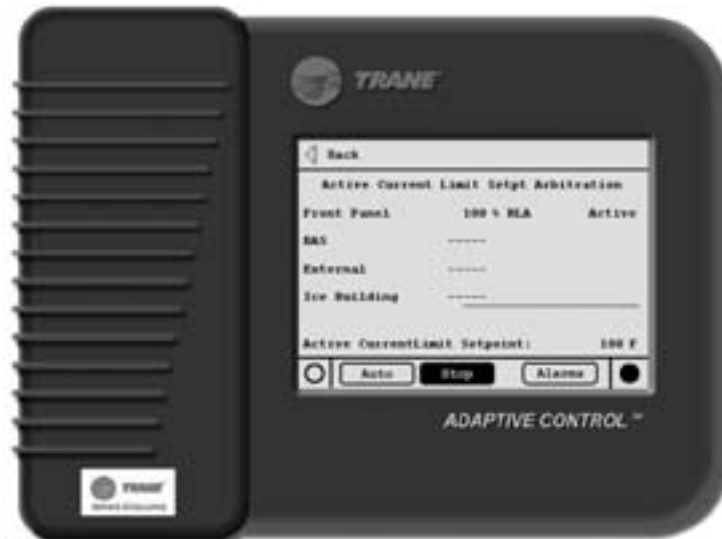 TRANE
Back
Active Current Limit Setpt Arbitration
Front Panel 100 % RLA Active
BAS -----
External -----
Ice Building -----
Active CurrentLimit Setpoint: 100 F
Auto Stop Alarms
ADAPTIVE CONTROL™
TRANE